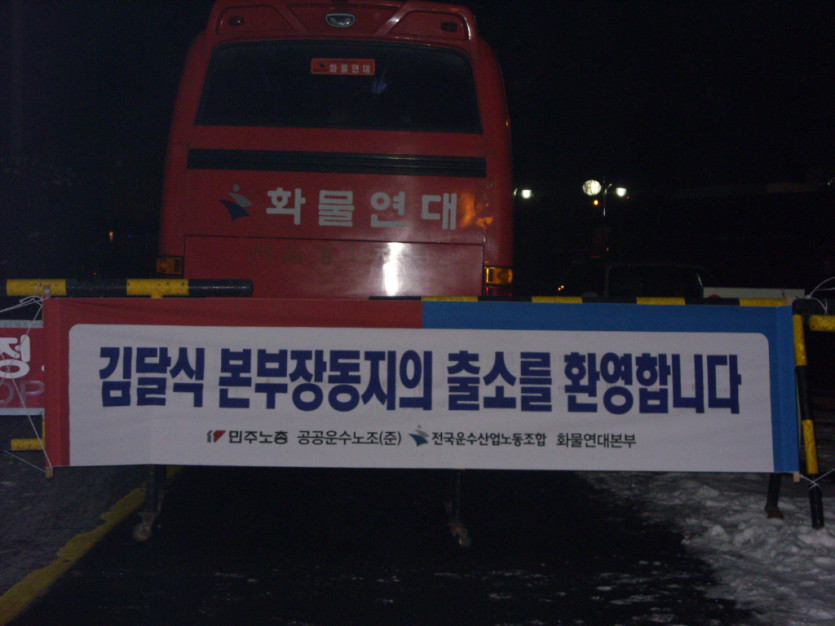 화물연대
화물연대
김달식 본부장동지의 출소를 환영합니다
민주노총 공공운수노조(준) 전국운수산업노동조합 화물연대본부
정